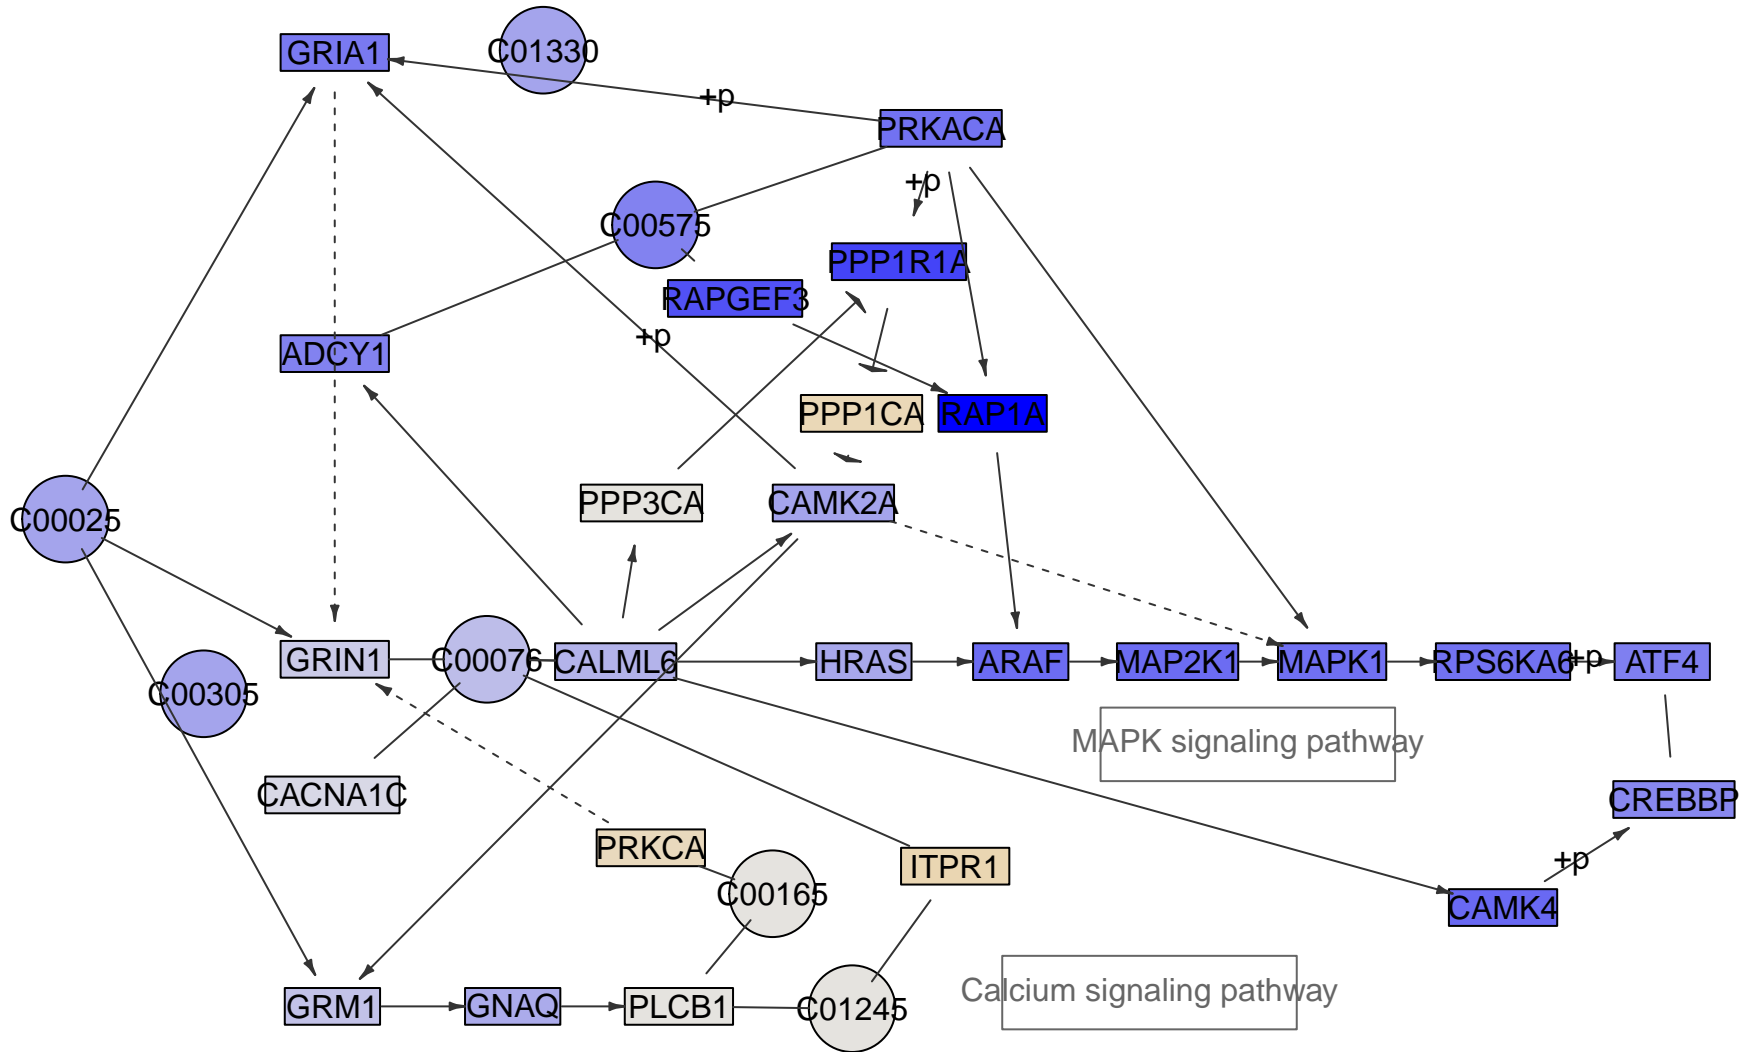 C01330
GRIA1
+p
PRKACA
+p
C00575
PPP1R1A
RAPGEF3
+p
ADCY1
PPP1CA
RAP1A
PPP3CA
CAMK2A
C00025
GRIN1
C00076
CALML6
HRAS
ARAF
MAP2K1
MAPK1
RPS6KA6
+p
ATF4
C00305
MAPK signaling pathway
CACNA1C
CREBBP
PRKCA
ITPR1
+p
C00165
CAMK4
Calcium signaling pathway
GRM1
GNAQ
PLCB1
C01245